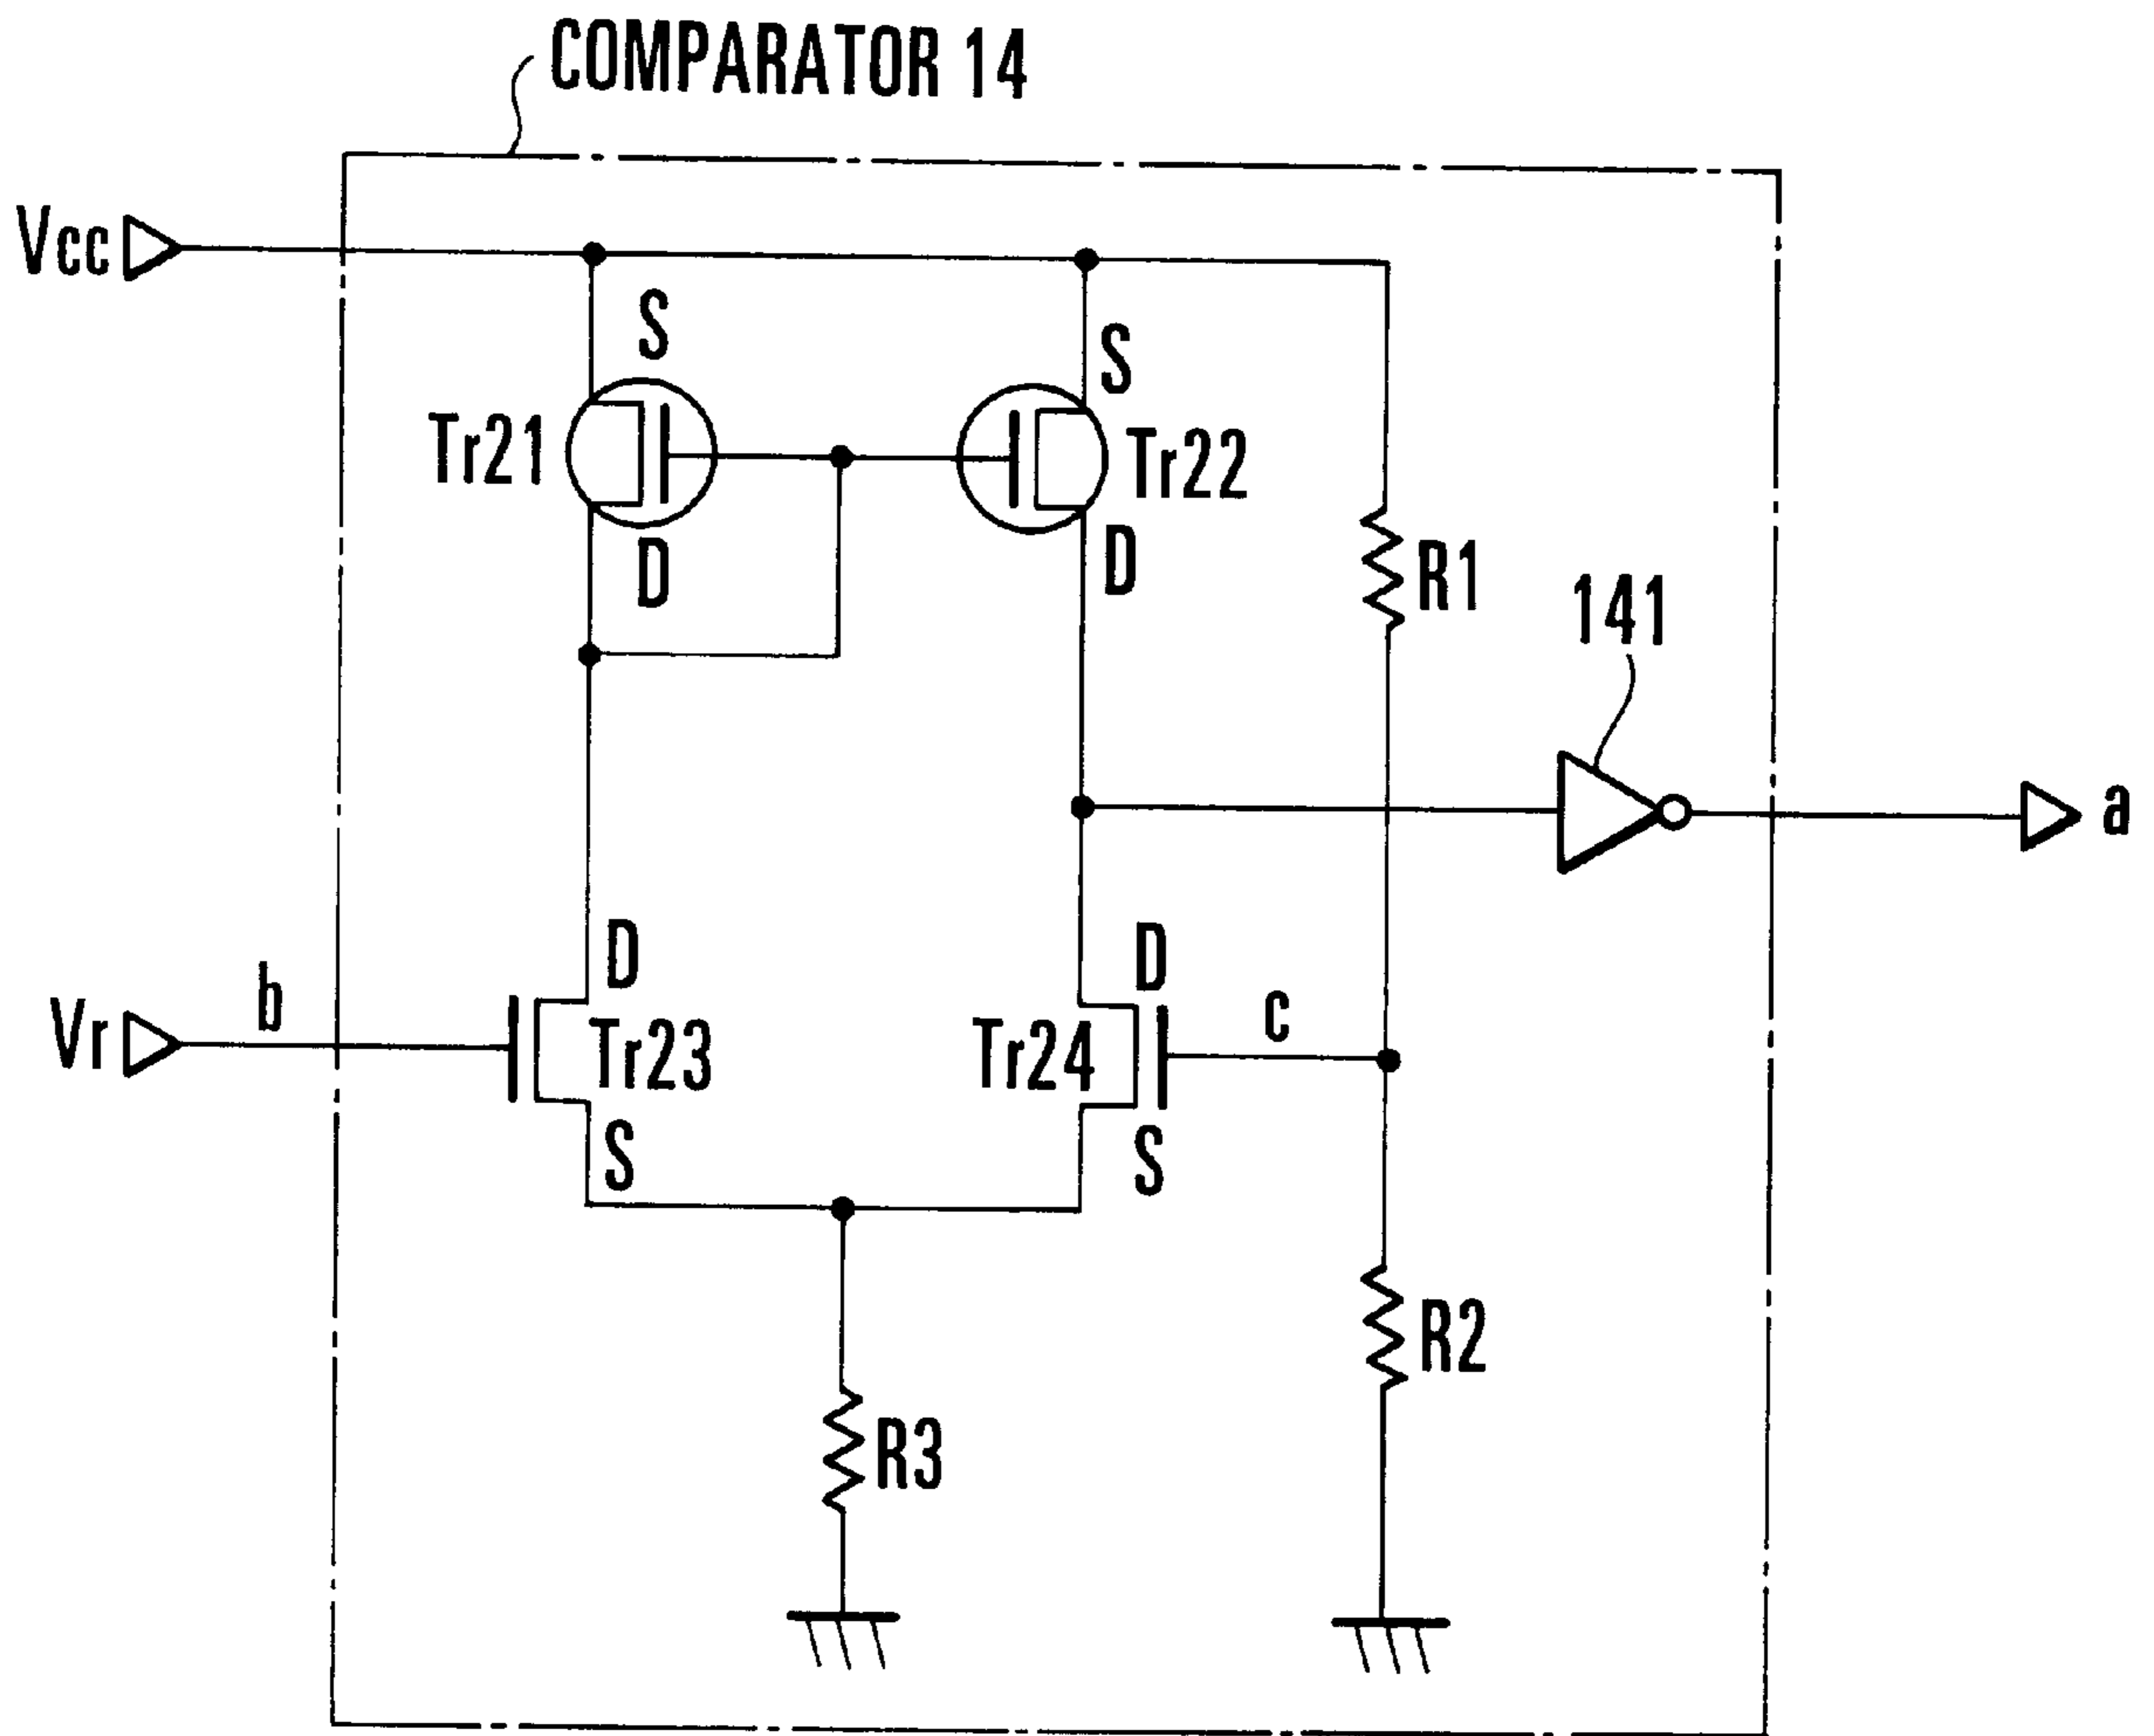 COMPARATOR 14
Vcc
S
S
Tr21
Tr22
D
D
R1
141
a
D
D
b
c
Vr
Tr23
Tr24
S
S
R2
R3